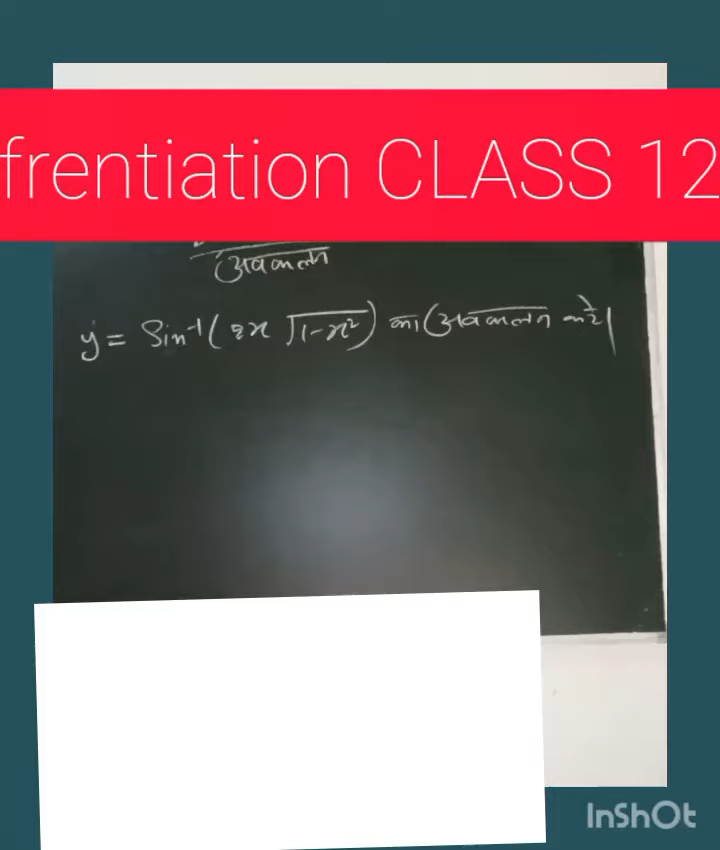 frentiation CLASS 12
अवकलन
y = Sin⁻¹(2x √1-x²) का अवकलन करें।
InShOt